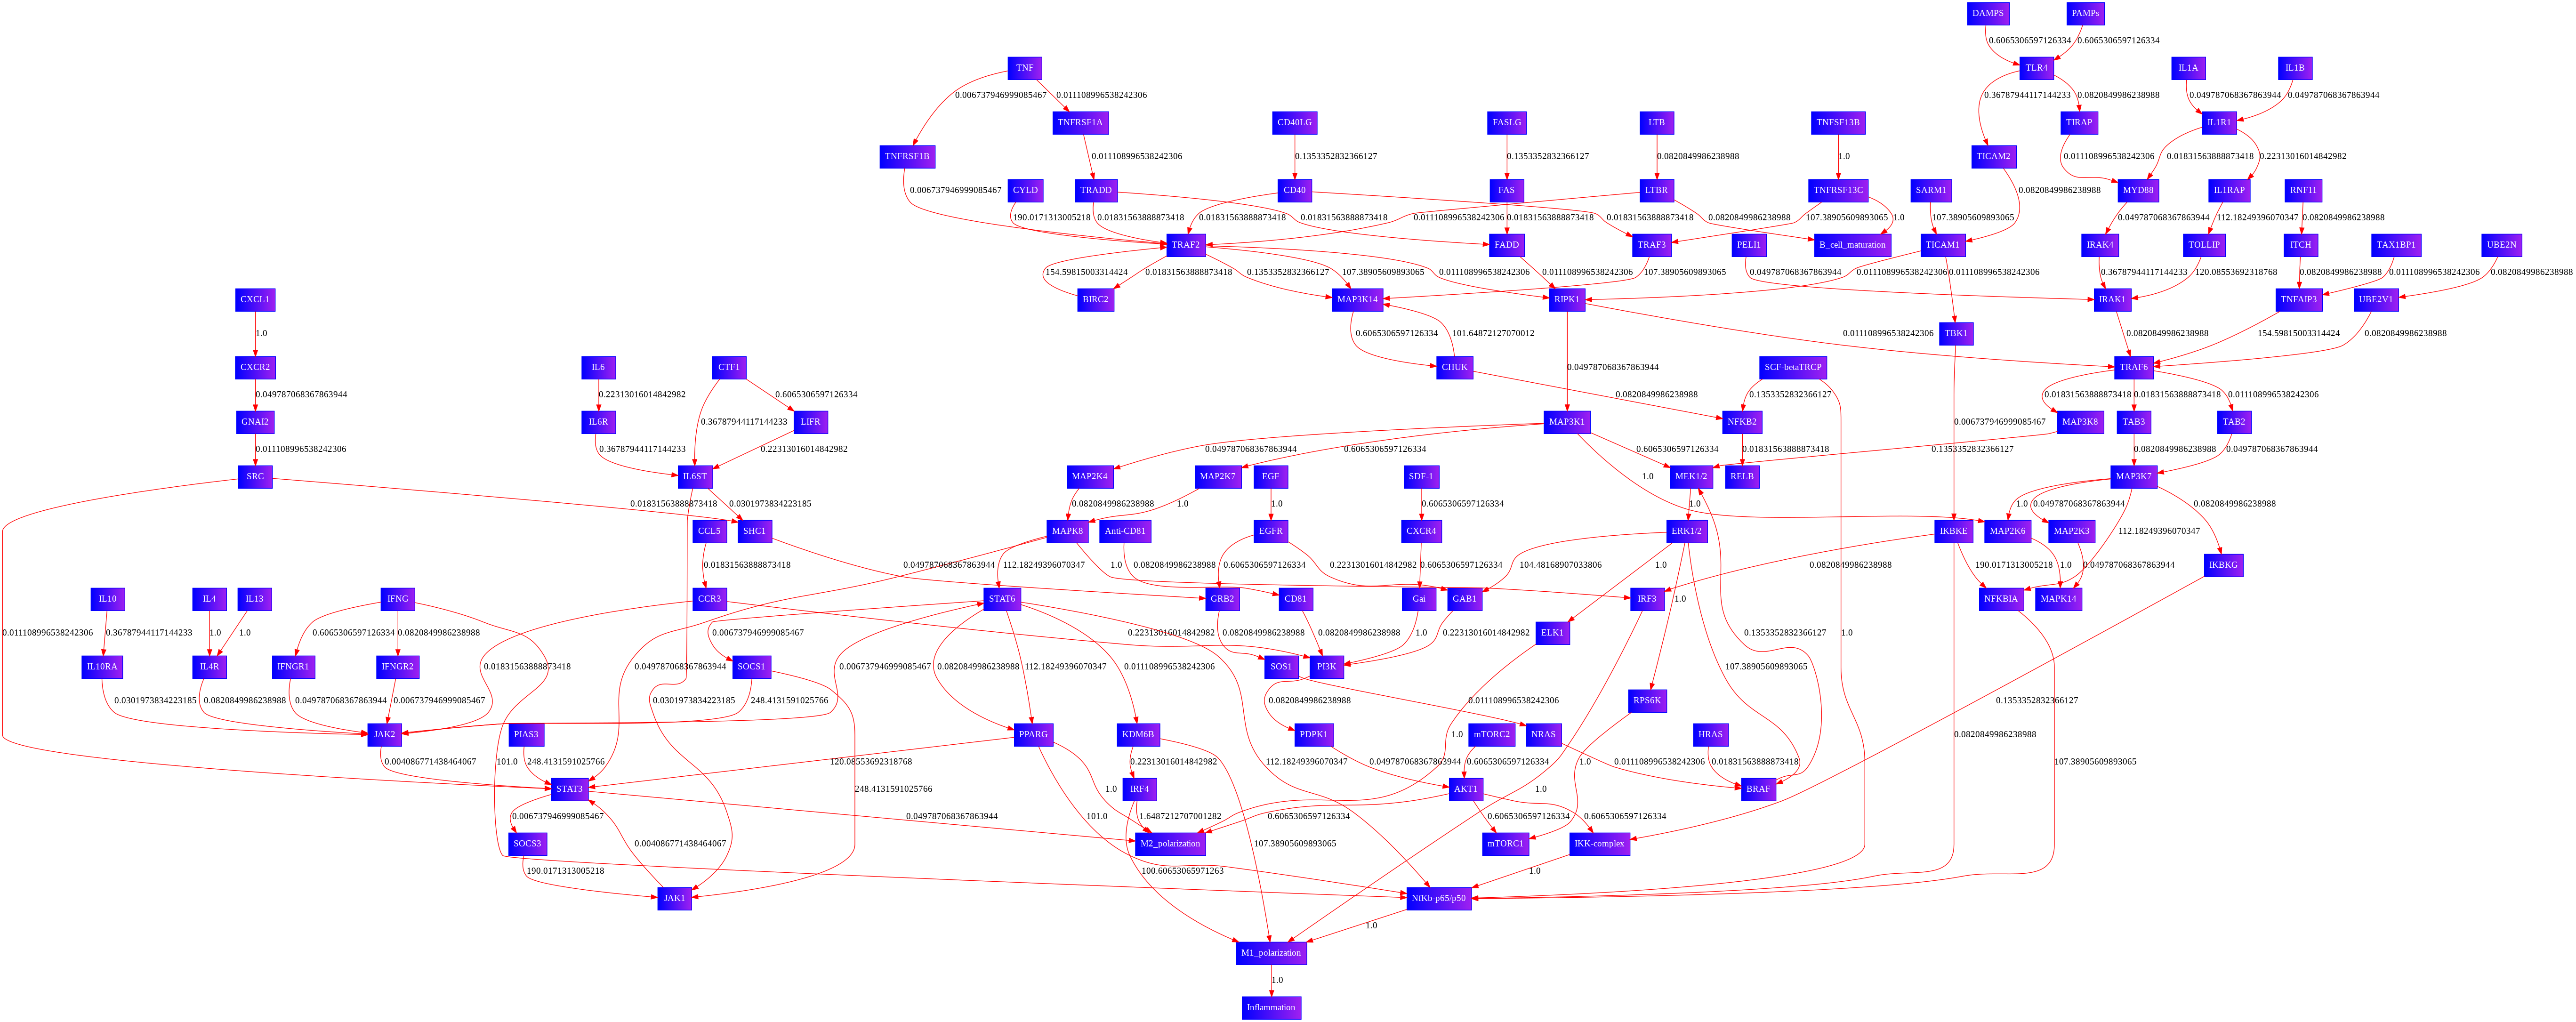 DAMPS PAMPs
0.6065306597126334 0.6065306597126334
TNF TLR4 IL1A IL1B
0.006737946999085467 0.011108996538242306 0.36787944117144233 0.0820849986238988 0.049787068367863944 0.049787068367863944
TNFRSF1A CD40LG FASLG LTB TNFSF13B TIRAP IL1R1
TNFRSF1B 0.011108996538242306 0.1353352832366127 0.1353352832366127 0.0820849986238988 1.0 TICAM2 0.011108996538242306 0.01831563888873418 0.22313016014842982
CYLD TRADD CD40 FAS LTBR TNFRSF13C SARM1 MYD88 IL1RAP RNF11
0.006737946999085467 0.0820849986238988
190.0171313005218 0.01831563888873418 0.01831563888873418 0.01831563888873418 0.011108996538242306 0.01831563888873418 0.01831563888873418 0.0820849986238988 107.38905609893065 1.0 107.38905609893065 0.049787068367863944 112.18249396070347 0.0820849986238988
TRAF2 FADD TRAF3 PELI1 B_cell_maturation TICAM1 IRAK4 TOLLIP ITCH TAX1BP1 UBE2N
154.59815003314424 0.01831563888873418 0.1353352832366127 107.38905609893065 0.011108996538242306 0.011108996538242306 107.38905609893065 0.049787068367863944 0.011108996538242306 0.011108996538242306 0.36787944117144233 120.08553692318768 0.0820849986238988 0.011108996538242306 0.0820849986238988
CXCL1 BIRC2 MAP3K14 RIPK1 IRAK1 TNFAIP3 UBE2V1
1.0 0.6065306597126334 101.64872127070012 0.011108996538242306 TBK1 0.0820849986238988 154.59815003314424 0.0820849986238988
CXCR2 IL6 CTF1 CHUK 0.049787068367863944 SCF-betaTRCP TRAF6
0.049787068367863944 0.22313016014842982 0.6065306597126334 0.0820849986238988 0.1353352832366127 0.01831563888873418 0.01831563888873418 0.011108996538242306
GNAI2 IL6R 0.36787944117144233 LIFR MAP3K1 NFKB2 0.006737946999085467 MAP3K8 TAB3 TAB2
0.011108996538242306 0.36787944117144233 0.22313016014842982 0.049787068367863944 0.6065306597126334 0.6065306597126334 0.01831563888873418 0.1353352832366127 0.0820849986238988 0.049787068367863944
SRC IL6ST MAP2K4 MAP2K7 EGF SDF-1 1.0 MEK1/2 RELB MAP3K7
0.01831563888873418 0.0301973834223185 0.0820849986238988 1.0 1.0 0.6065306597126334 1.0 1.0 0.049787068367863944 0.0820849986238988
CCL5 SHC1 MAPK8 Anti-CD81 EGFR CXCR4 ERK1/2 IKBKE MAP2K6 MAP2K3 112.18249396070347
0.01831563888873418 0.049787068367863944 112.18249396070347 1.0 0.0820849986238988 0.6065306597126334 0.22313016014842982 0.6065306597126334 104.48168907033806 1.0 0.0820849986238988 190.0171313005218 1.0 0.049787068367863944 IKBKG
IL10 IL4 IL13 IFNG CCR3 STAT6 GRB2 CD81 Gai GAB1 IRF3 1.0 NFKBIA MAPK14
0.011108996538242306 0.36787944117144233 1.0 1.0 0.6065306597126334 0.0820849986238988 0.006737946999085467 0.22313016014842982 0.0820849986238988 0.0820849986238988 1.0 0.22313016014842982 ELK1 0.1353352832366127 1.0
IL10RA IL4R IFNGR1 IFNGR2 0.01831563888873418 0.049787068367863944 SOCS1 0.006737946999085467 0.0820849986238988 112.18249396070347 0.011108996538242306 SOS1 PI3K 107.38905609893065
0.0301973834223185 0.0820849986238988 0.049787068367863944 0.006737946999085467 0.0301973834223185 248.4131591025766 0.0820849986238988 0.011108996538242306 RPS6K 0.1353352832366127
JAK2 PIAS3 PPARG KDM6B PDPK1 mTORC2 NRAS HRAS 0.0820849986238988
0.004086771438464067 101.0 248.4131591025766 120.08553692318768 0.22313016014842982 112.18249396070347 0.049787068367863944 0.6065306597126334 1.0 0.011108996538242306 1.0 0.01831563888873418 107.38905609893065
STAT3 248.4131591025766 1.0 IRF4 AKT1 1.0 BRAF
0.006737946999085467 0.049787068367863944 101.0 1.6487212707001282 0.6065306597126334 0.6065306597126334 0.6065306597126334
SOCS3 0.004086771438464067 M2_polarization 107.38905609893065 mTORC1 IKK-complex
190.0171313005218 100.60653065971263 1.0
JAK1 NfKb-p65/p50
1.0
M1_polarization
1.0
Inflammation